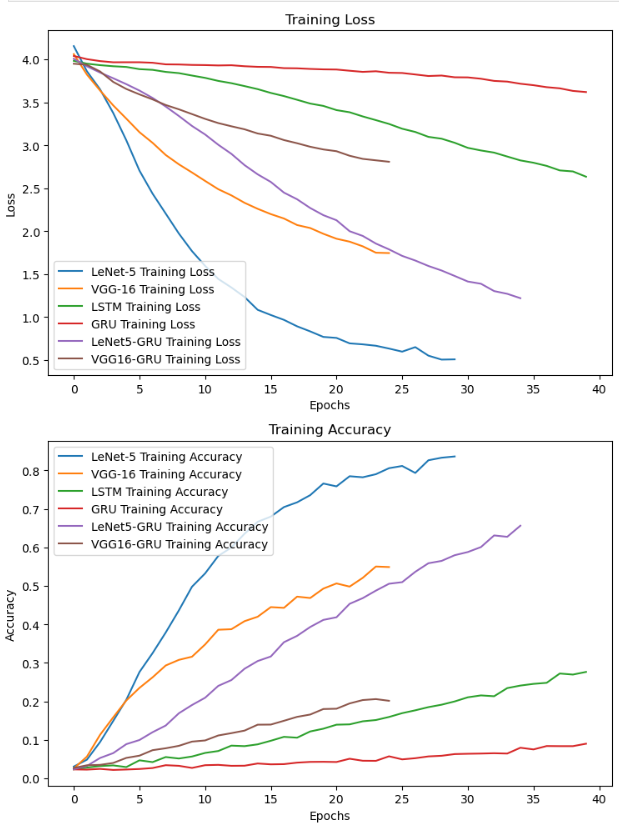 Training Loss
4.0
3.5
3.0
2.5
2.0
1.5
1.0
0.5
Loss
LeNet-5 Training Loss
VGG-16 Training Loss
LSTM Training Loss
GRU Training Loss
LeNet5-GRU Training Loss
VGG16-GRU Training Loss
0 5 10 15 20 25 30 35 40
Epochs
Training Accuracy
0.8
0.7
0.6
0.5
0.4
0.3
0.2
0.1
0.0
Accuracy
LeNet-5 Training Accuracy
VGG-16 Training Accuracy
LSTM Training Accuracy
GRU Training Accuracy
LeNet5-GRU Training Accuracy
VGG16-GRU Training Accuracy
0 5 10 15 20 25 30 35 40
Epochs